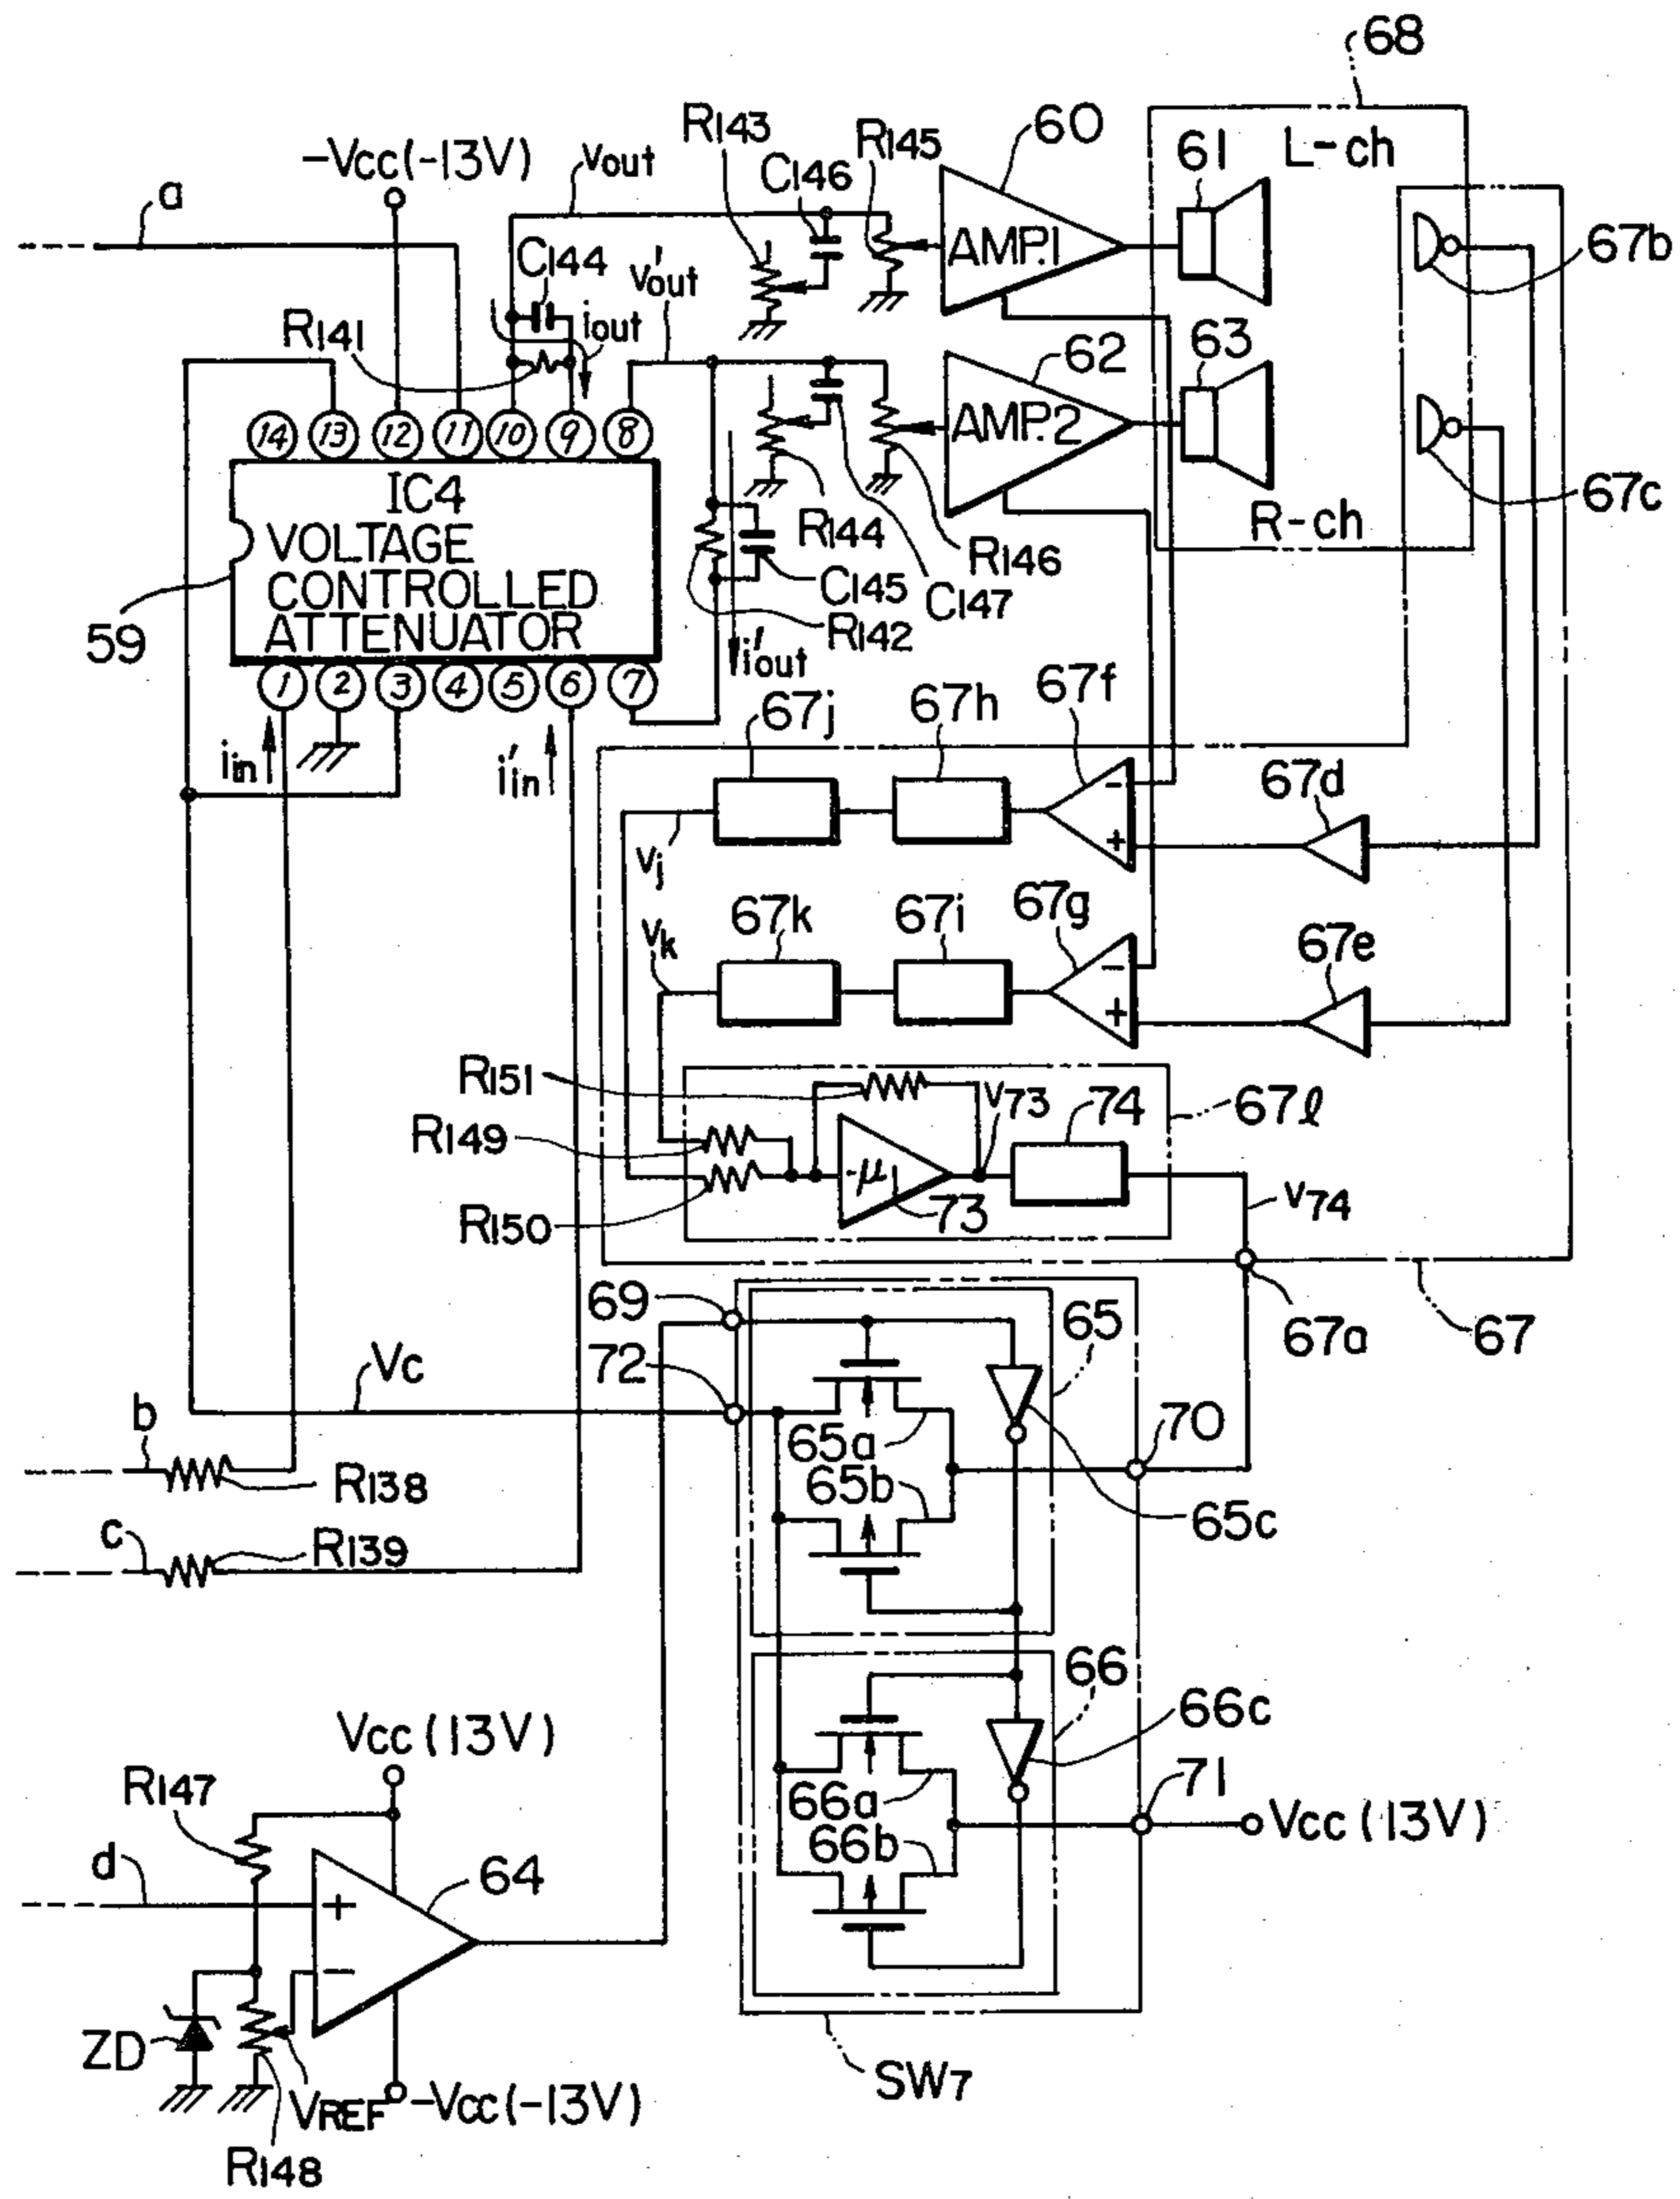 68
R143
C146
R145
60
61
L-ch
-Vcc(-13V)
vout
a
AMP.1
67b
C144
v'out
iout
R141
62
63
AMP.2
14
13
12
11
10
9
8
67c
IC4
VOLTAGE
CONTROLLED
ATTENUATOR
R144
R146
R-ch
C145
C147
R142
59
i'out
1
2
3
4
5
6
7
67j
67h
67f
iin
i'in
-
67d
+
vj
67k
67i
67g
vk
-
67e
+
R151
v73
74
67l
R149
-μ1
R150
73
v74
69
65
67a
67
72
Vc
b
65a
70
65b
R138
65c
c
R139
66
Vcc (13V)
66c
R147
66a
71
Vcc (13V)
66b
d
64
+
-
ZD
VREF
-Vcc(-13V)
SW7
R148